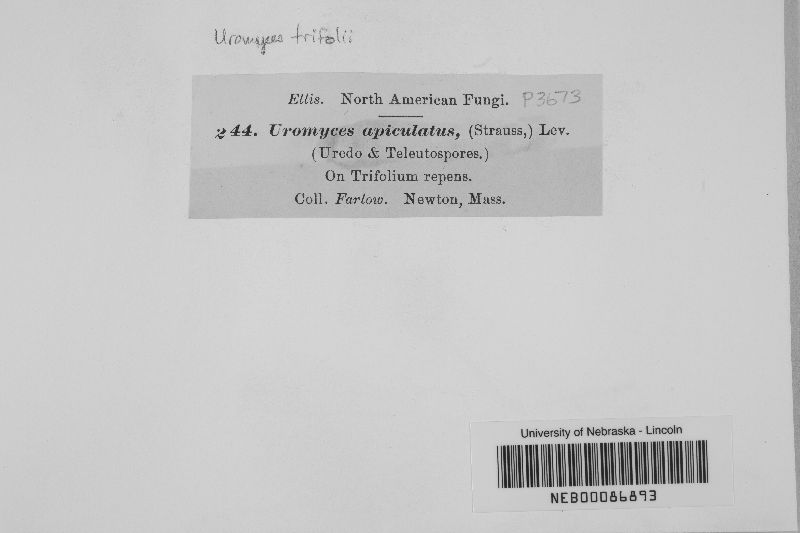 Uromyces trifolii
Ellis. North American Fungi. P3673
244. Uromyces apiculatus, (Strauss,) Lev.
(Uredo & Teleutospores.)
On Trifolium repens.
Coll. Farlow. Newton, Mass.
University of Nebraska - Lincoln
NEB00086893